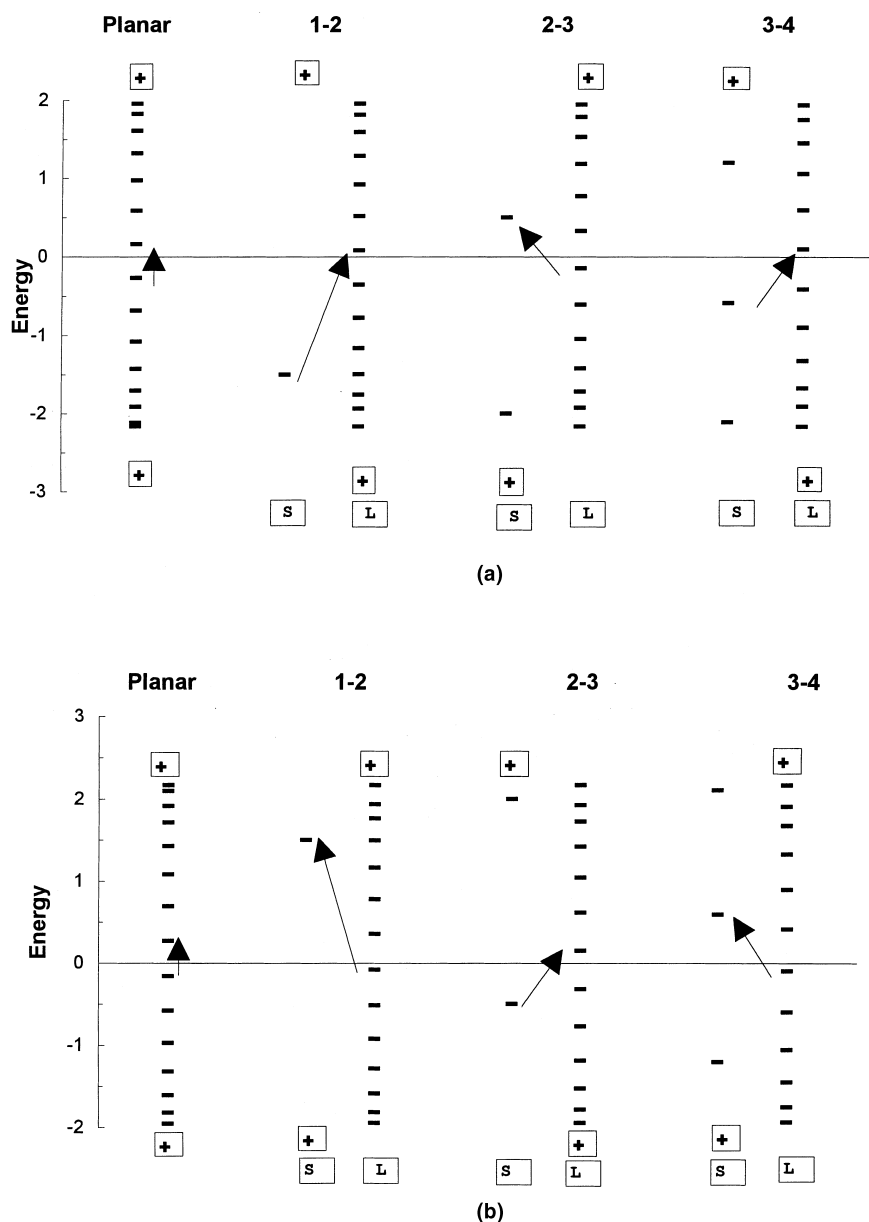 Planar 1-2 2-3 3-4
+ + + +
2
1
0
-1
-2
-3
Energy
+ + + +
S L S L S L
(a)
Planar 1-2 2-3 3-4
3
2
1
0
-1
-2
Energy
+ + + +
+ + + +
S L S L S L
(b)